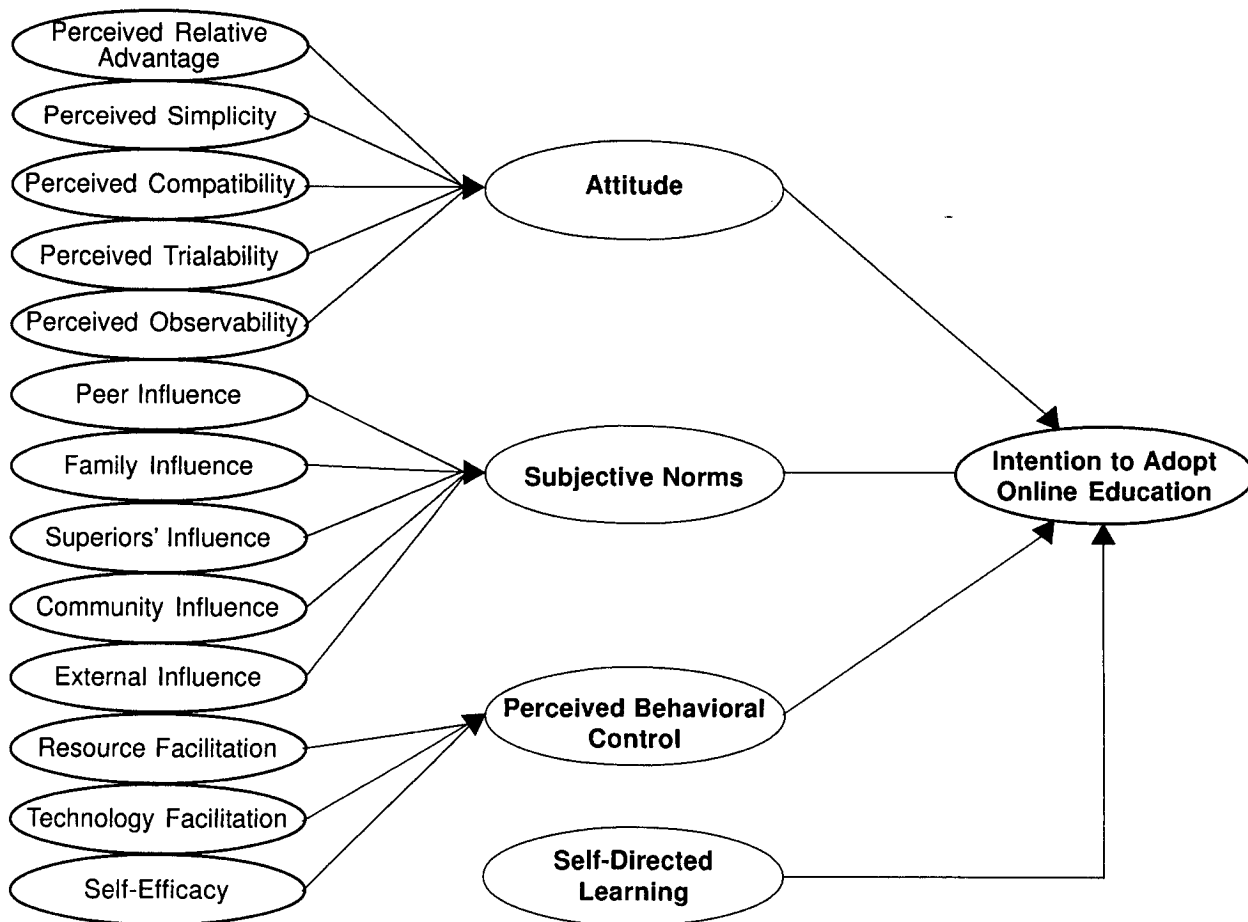 Perceived Relative
Advantage
Perceived Simplicity
Perceived Compatibility
Perceived Trialability
Perceived Observability
Peer Influence
Family Influence
Superiors' Influence
Community Influence
External Influence
Resource Facilitation
Technology Facilitation
Self-Efficacy
Attitude
Subjective Norms
Perceived Behavioral
Control
Self-Directed
Learning
Intention to Adopt
Online Education